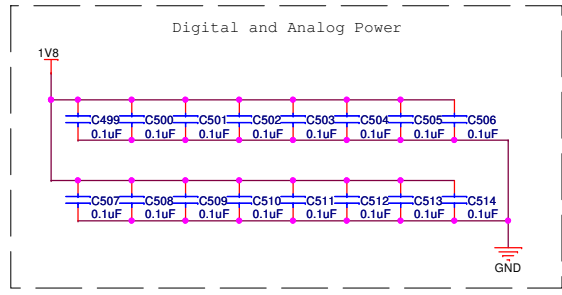 Digital and Analog Power
1V8
C499 C500 C501 C502 C503 C504 C505 C506
0.1uF 0.1uF 0.1uF 0.1uF 0.1uF 0.1uF 0.1uF 0.1uF
C507 C508 C509 C510 C511 C512 C513 C514
0.1uF 0.1uF 0.1uF 0.1uF 0.1uF 0.1uF 0.1uF 0.1uF
GND